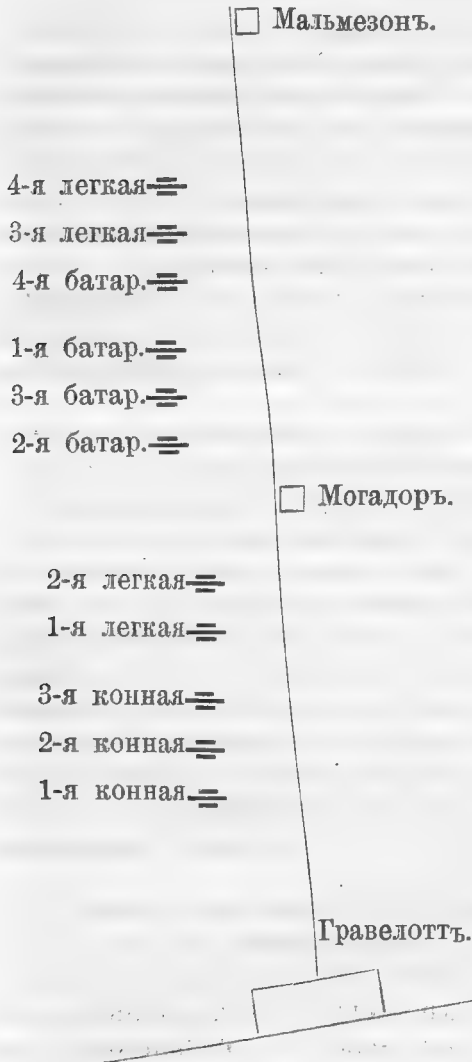 Мальмезонъ.
4-я легкая
3-я легкая
4-я батар.
1-я батар.
3-я батар.
2-я батар.
Могадоръ.
2-я легкая
1-я легкая
3-я конная
2-я конная
1-я конная
Гравелоттъ.